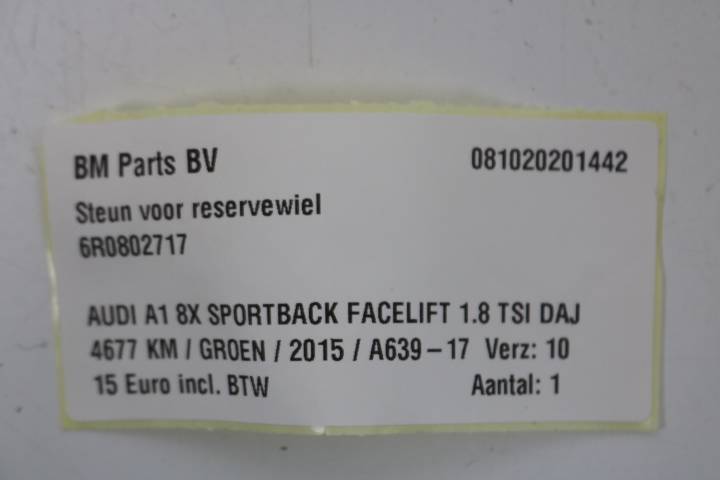 BM Parts BV 081020201442
Steun voor reservewiel
6R0802717
AUDI A1 8X SPORTBACK FACELIFT 1.8 TSI DAJ
4677 KM / GROEN / 2015 / A639-17 Verz: 10
15 Euro incl. BTW Aantal: 1